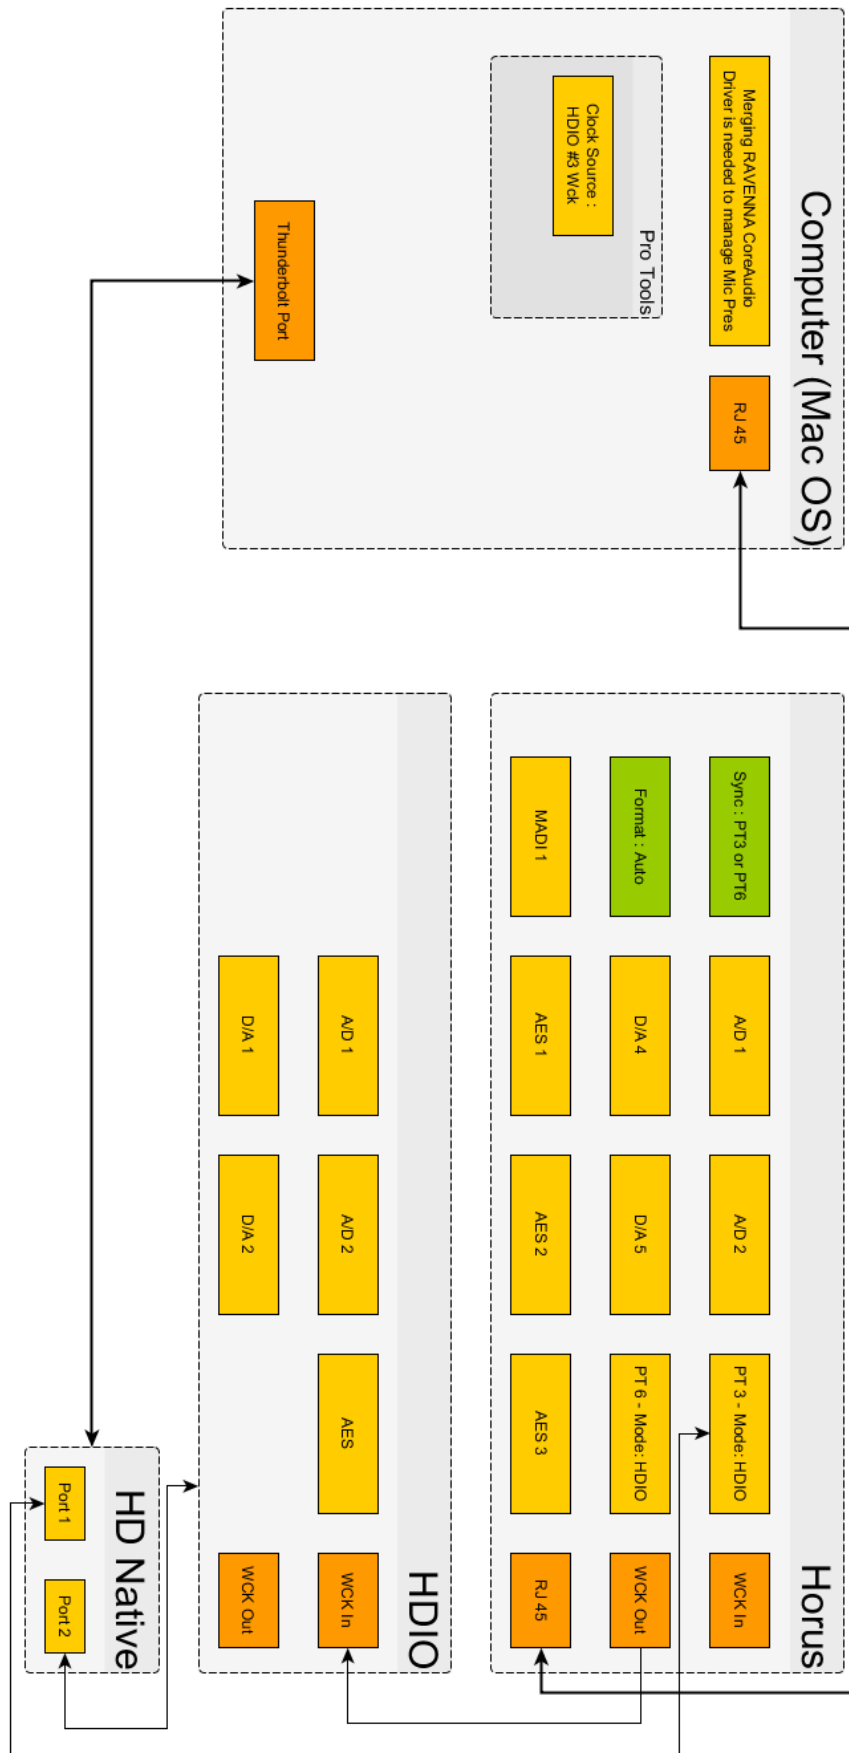 Computer (Mac OS)
Merging RAVENNA CoreAudio
Driver is needed to manage Mic Pres
RJ 45
Pro Tools
Clock Source :
HDIO #3 Wck
Thunderbolt Port
Horus
Sync : PT3 or PT6
A/D 1
A/D 2
PT 3 - Mode: HDIO
WCK In
Format : Auto
D/A 4
D/A 5
PT 6 - Mode: HDIO
WCK Out
MADI 1
AES 1
AES 2
AES 3
RJ 45
HDIO
A/D 1
A/D 2
AES
WCK In
D/A 1
D/A 2
WCK Out
HD Native
Port 1
Port 2